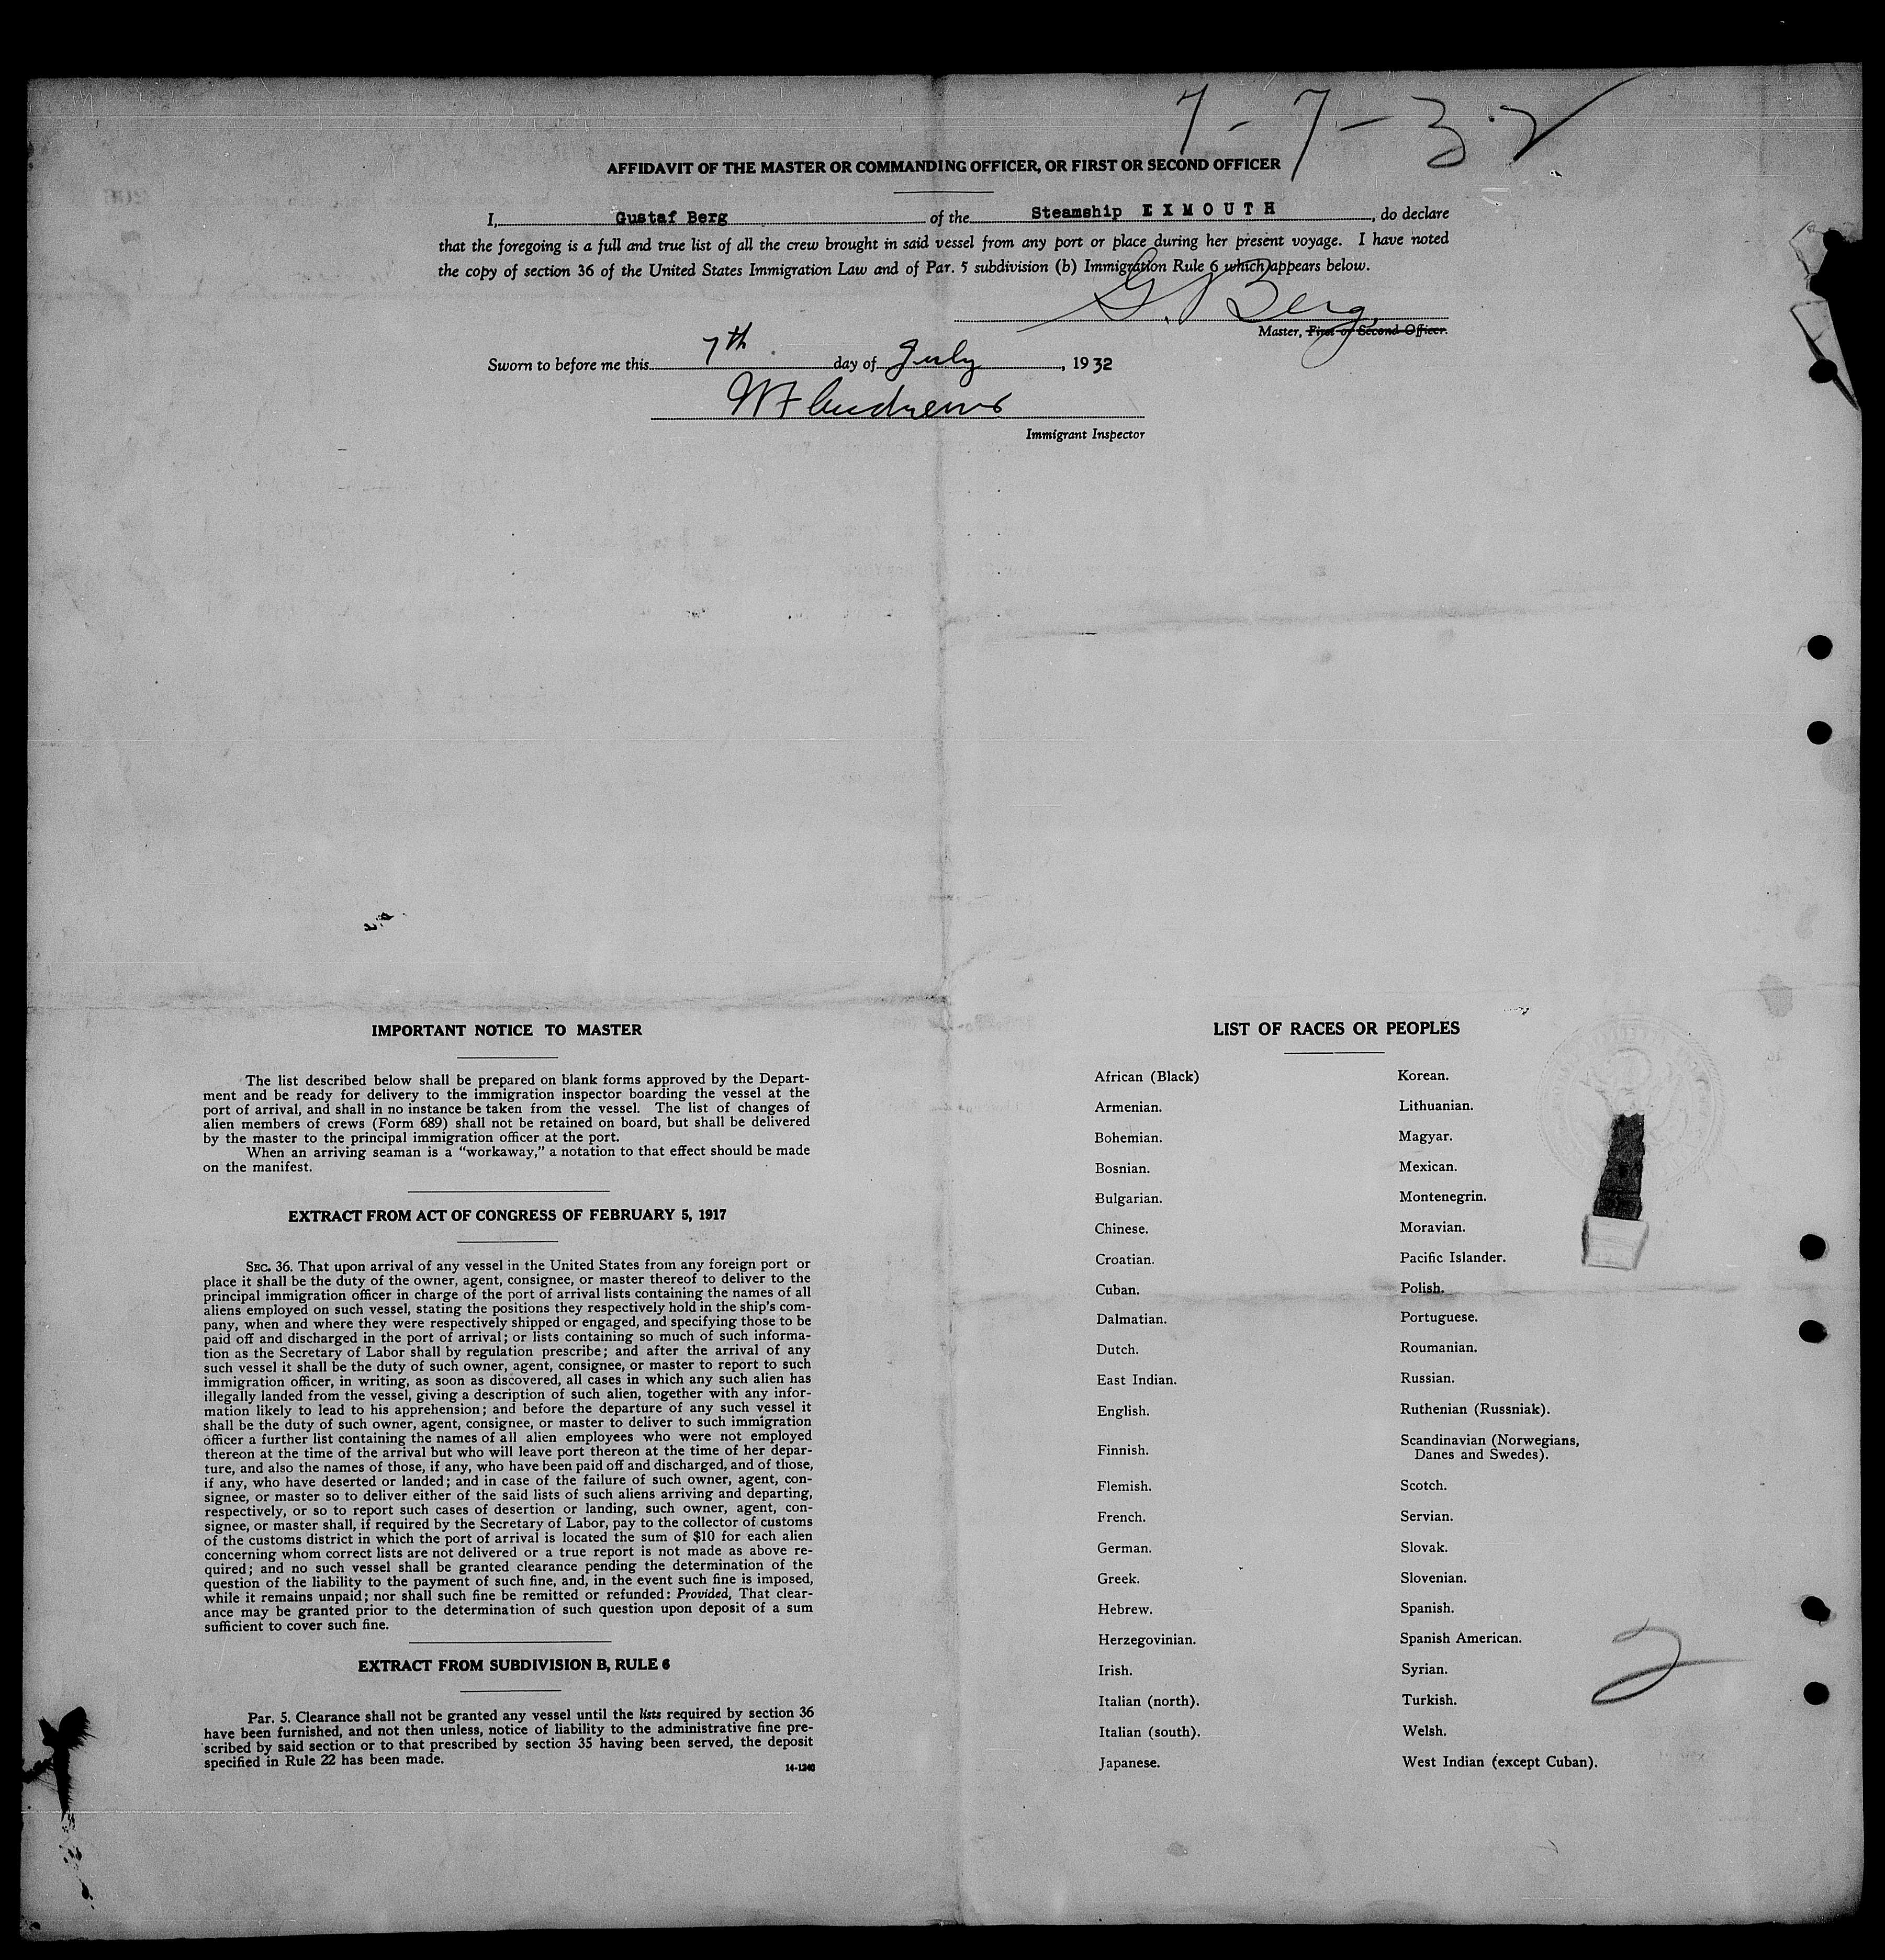 7-7-32
AFFIDAVIT OF THE MASTER OR COMMANDING OFFICER, OR FIRST OR SECOND OFFICER
I, Gustaf Berg of the Steamship EXMOUTH, do declare
that the foregoing is a full and true list of all the crew brought in said vessel from any port or place during her present voyage. I have noted
the copy of section 36 of the United States Immigration Law and of Par. 5 subdivision (b) Immigration Rule 6 which appears below.
G. Berg
Master, First or Second Officer.
Sworn to before me this 7th day of July, 1932
W F Andrews
Immigrant Inspector
IMPORTANT NOTICE TO MASTER
The list described below shall be prepared on blank forms approved by the Depart-
ment and be ready for delivery to the immigration inspector boarding the vessel at the
port of arrival, and shall in no instance be taken from the vessel. The list of changes of
alien members of crews (Form 689) shall not be retained on board, but shall be delivered
by the master to the principal immigration officer at the port.
When an arriving seaman is a "workaway," a notation to that effect should be made
on the manifest.
EXTRACT FROM ACT OF CONGRESS OF FEBRUARY 5, 1917
SEC. 36. That upon arrival of any vessel in the United States from any foreign port or
place it shall be the duty of the owner, agent, consignee, or master thereof to deliver to the
principal immigration officer in charge of the port of arrival lists containing the names of all
aliens employed on such vessel, stating the positions they respectively hold in the ship's com-
pany, when and where they were respectively shipped or engaged, and specifying those to be
paid off and discharged in the port of arrival; or lists containing so much of such informa-
tion as the Secretary of Labor shall by regulation prescribe; and after the arrival of any
such vessel it shall be the duty of such owner, agent, consignee, or master to report to such
immigration officer, in writing, as soon as discovered, all cases in which any such alien has
illegally landed from the vessel, giving a description of such alien, together with any infor-
mation likely to lead to his apprehension; and before the departure of any such vessel it
shall be the duty of such owner, agent, consignee, or master to deliver to such immigration
officer a further list containing the names of all alien employees who were not employed
thereon at the time of the arrival but who will leave port thereon at the time of her depar-
ture, and also the names of those, if any, who have been paid off and discharged, and of those,
if any, who have deserted or landed; and in case of the failure of such owner, agent, con-
signee, or master so to deliver either of the said lists of such aliens arriving and departing,
respectively, or so to report such cases of desertion or landing, such owner, agent, con-
signee, or master shall, if required by the Secretary of Labor, pay to the collector of customs
of the customs district in which the port of arrival is located the sum of $10 for each alien
concerning whom correct lists are not delivered or a true report is not made as above re-
quired; and no such vessel shall be granted clearance pending the determination of the
question of the liability to the payment of such fine, and, in the event such fine is imposed,
while it remains unpaid; nor shall such fine be remitted or refunded: Provided, That clear-
ance may be granted prior to the determination of such question upon deposit of a sum
sufficient to cover such fine.
EXTRACT FROM SUBDIVISION B, RULE 6
Par. 5. Clearance shall not be granted any vessel until the lists required by section 36
have been furnished, and not then unless, notice of liability to the administrative fine pre-
scribed by said section or to that prescribed by section 35 having been served, the deposit
specified in Rule 22 has been made.
14-1240
LIST OF RACES OR PEOPLES
African (Black)
Armenian.
Bohemian.
Bosnian.
Bulgarian.
Chinese.
Croatian.
Cuban.
Dalmatian.
Dutch.
East Indian.
English.
Finnish.
Flemish.
French.
German.
Greek.
Hebrew.
Herzegovinian.
Irish.
Italian (north).
Italian (south).
Japanese.
Korean.
Lithuanian.
Magyar.
Mexican.
Montenegrin.
Moravian.
Pacific Islander.
Polish.
Portuguese.
Roumanian.
Russian.
Ruthenian (Russniak).
Scandinavian (Norwegians,
Danes and Swedes).
Scotch.
Servian.
Slovak.
Slovenian.
Spanish.
Spanish American.
Syrian.
Turkish.
Welsh.
West Indian (except Cuban).
2